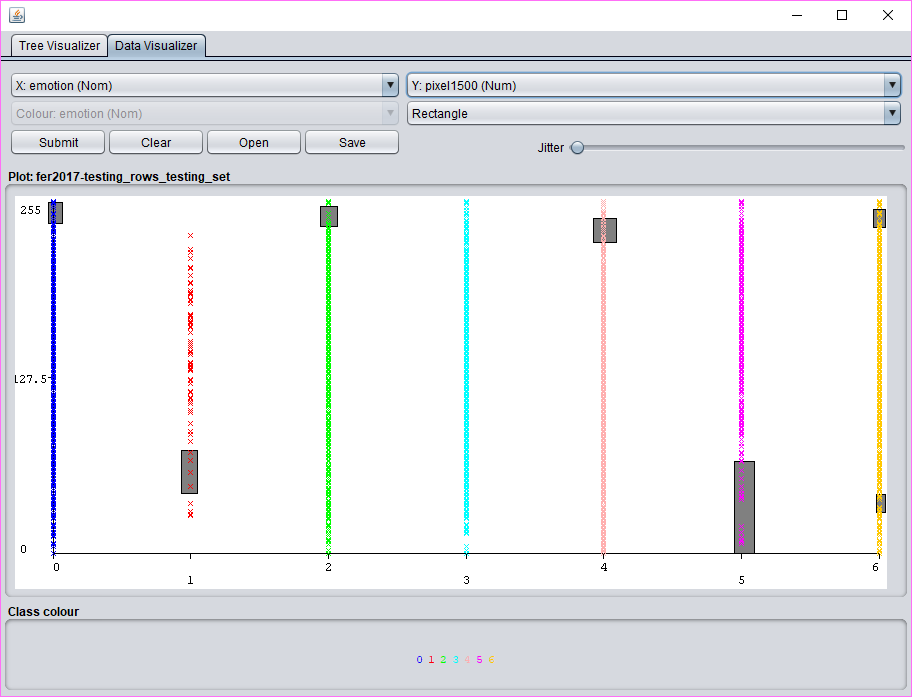 Tree Visualizer Data Visualizer
X: emotion (Nom) Y: pixel1500 (Num)
Colour: emotion (Nom) Rectangle
Submit Clear Open Save Jitter
Plot: fer2017-testing_rows_testing_set
255
127.5
0
0 2 4 6
1 3 5
Class colour
0 1 2 3 4 5 6